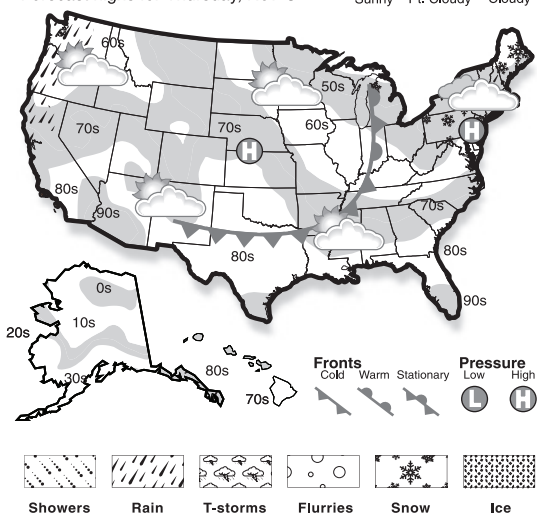 Sunny Pt. Cloudy Cloudy
60s
50s
70s
70s
60s
H
H
80s
90s
70s
80s
80s
90s
0s
10s
20s
30s
80s
70s
Fronts
Cold Warm Stationary
Pressure
Low High
L H
Showers Rain T-storms Flurries Snow Ice